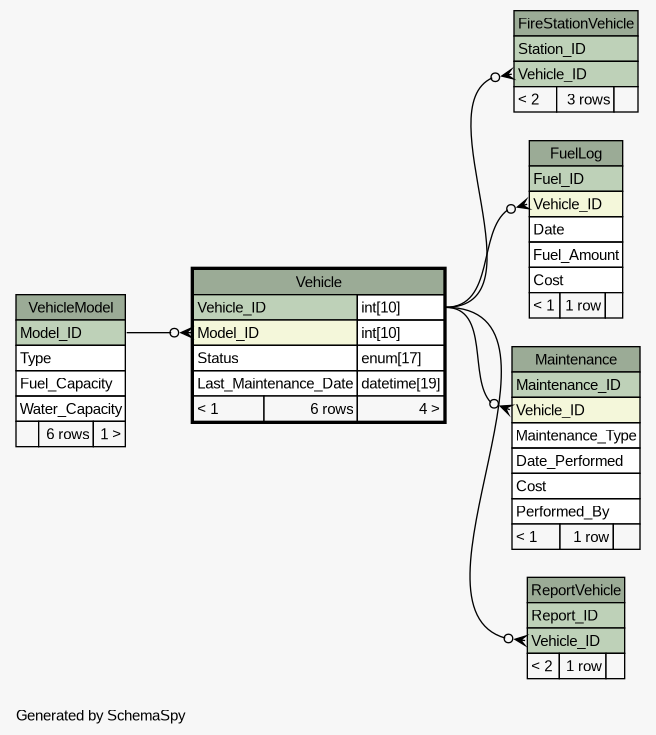 FireStationVehicle
Station_ID
Vehicle_ID
< 2 3 rows
FuelLog
Fuel_ID
Vehicle_ID
Date
Fuel_Amount
Cost
< 1 1 row
Vehicle
Vehicle_ID int[10]
Model_ID int[10]
Status enum[17]
Last_Maintenance_Date datetime[19]
< 1 6 rows 4 >
VehicleModel
Model_ID
Type
Fuel_Capacity
Water_Capacity
6 rows 1 >
Maintenance
Maintenance_ID
Vehicle_ID
Maintenance_Type
Date_Performed
Cost
Performed_By
< 1 1 row
ReportVehicle
Report_ID
Vehicle_ID
< 2 1 row
Generated by SchemaSpy